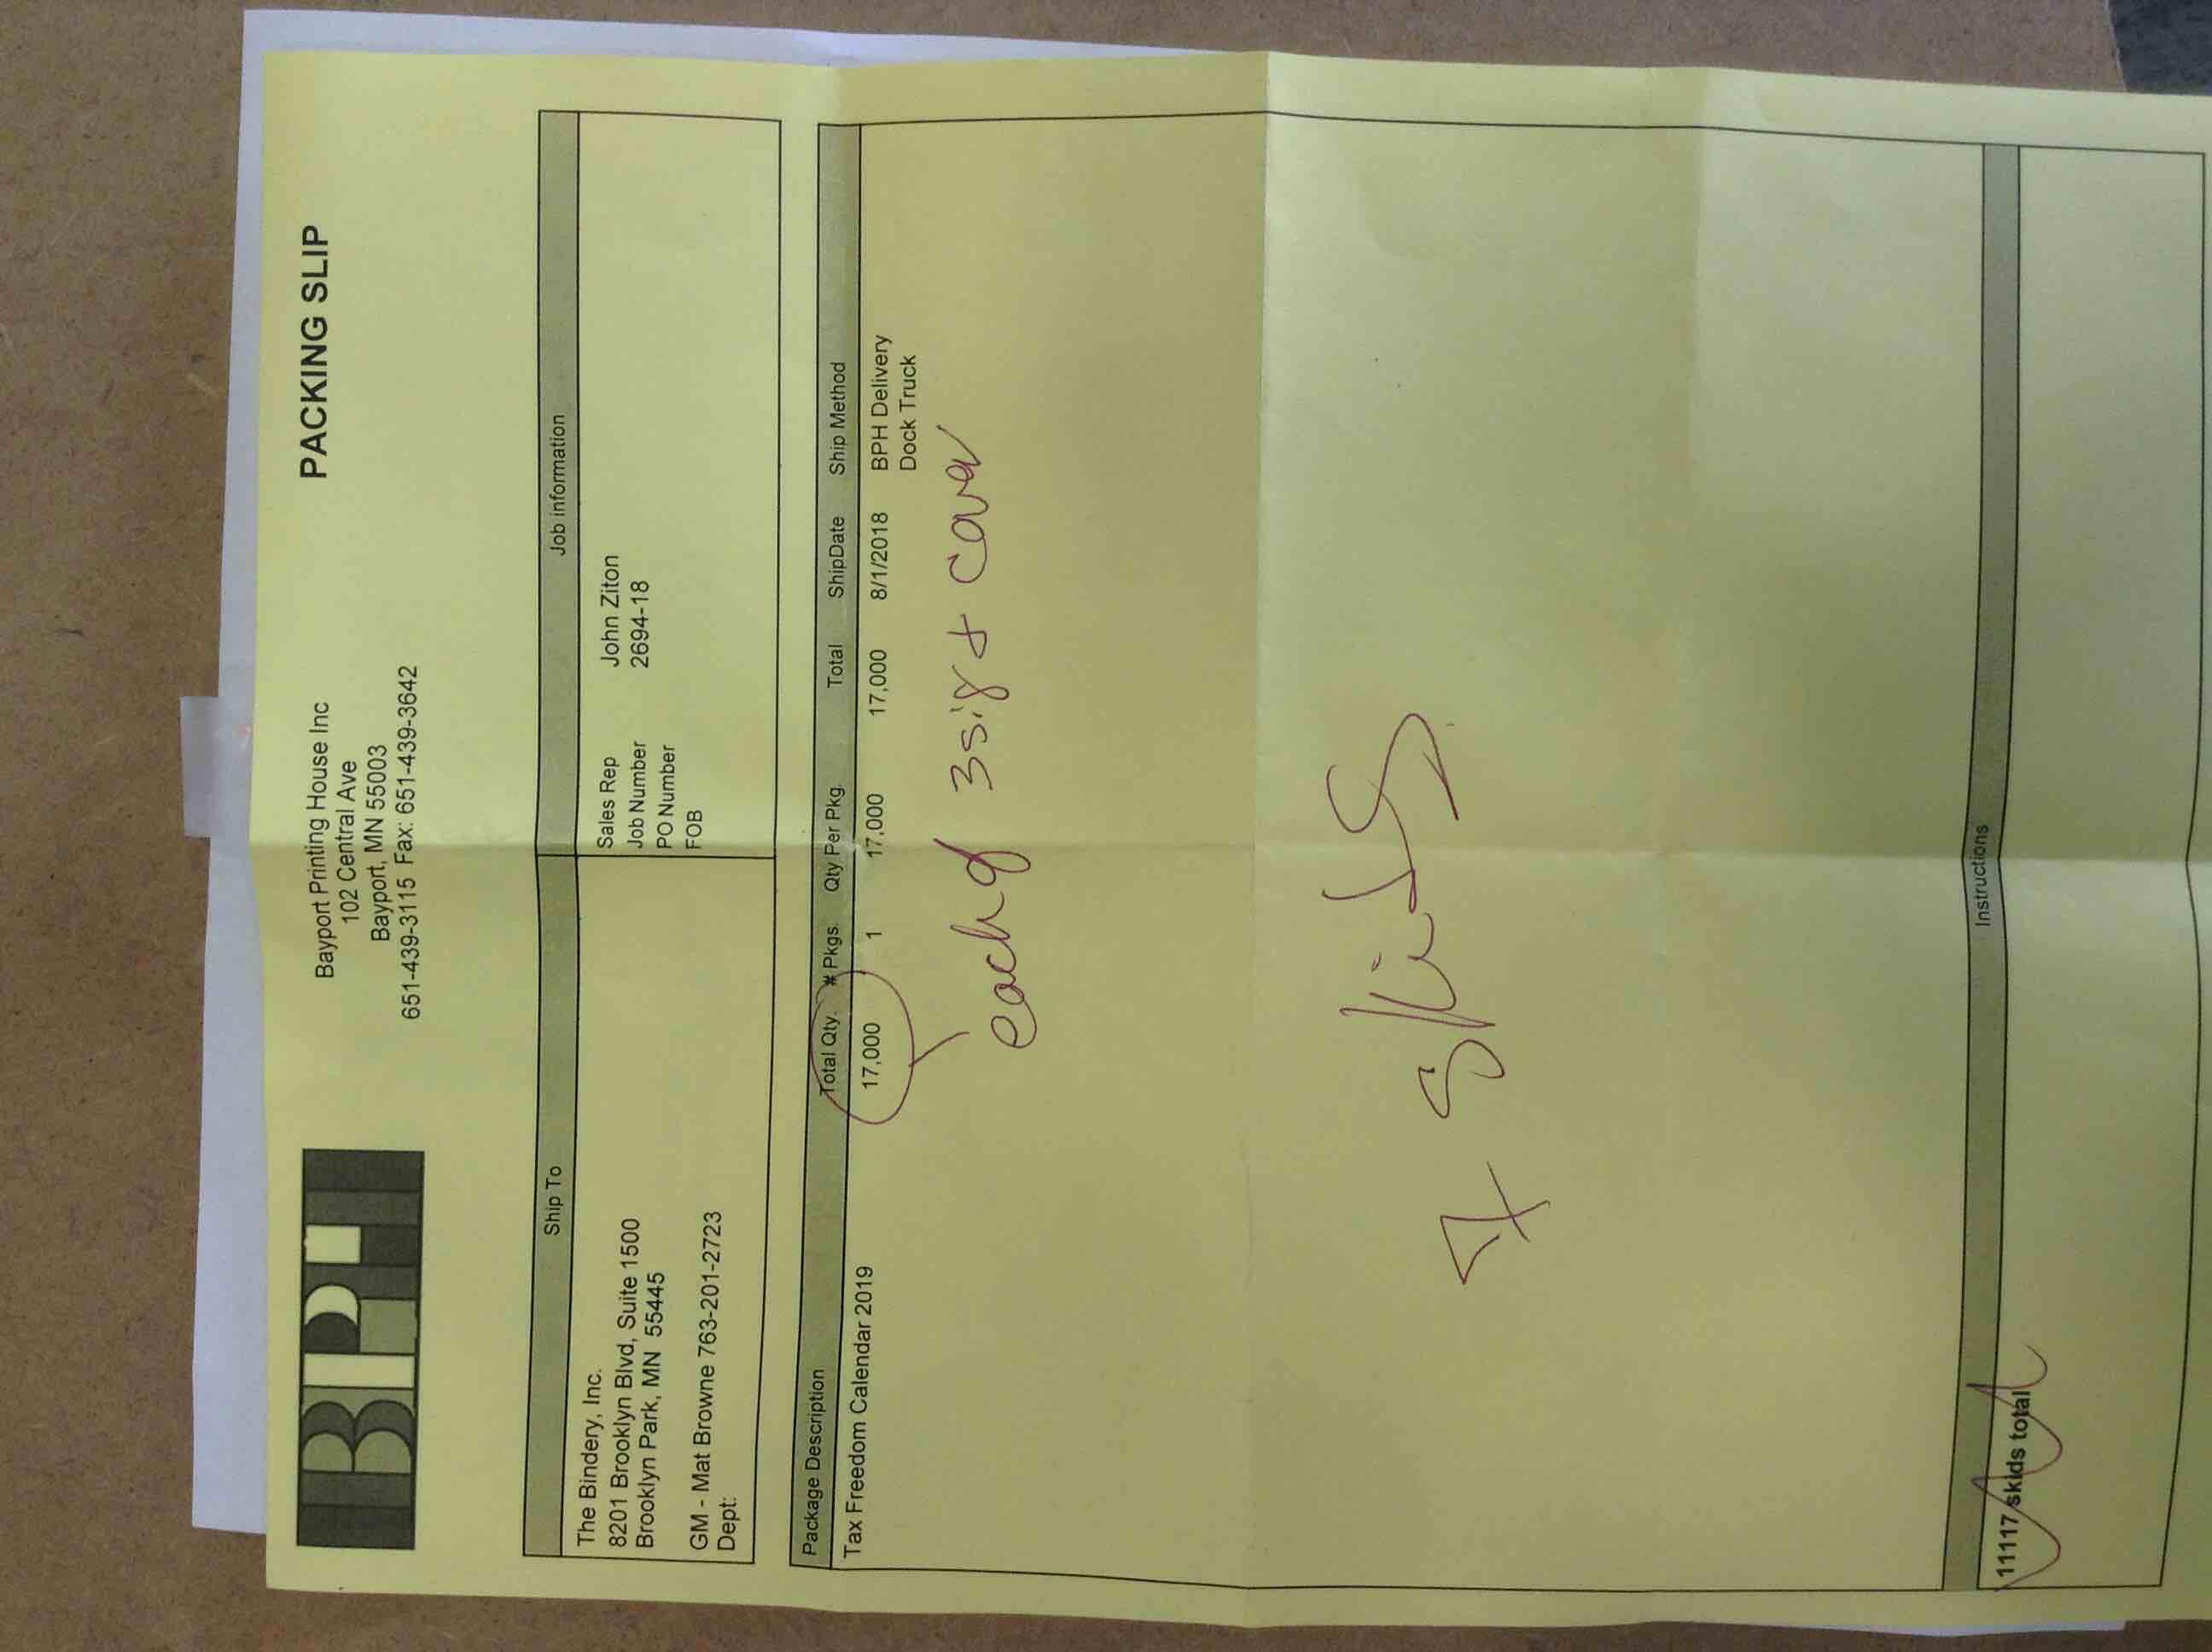 BPH
Bayport Printing House Inc
102 Central Ave
Bayport, MN 55003
651-439-3115 Fax: 651-439-3642
PACKING SLIP
Ship To
The Bindery, Inc.
8201 Brooklyn Blvd, Suite 1500
Brooklyn Park, MN 55445
GM - Mat Browne 763-201-2723
Dept:
Job information
Sales Rep John Ziton
Job Number 2694-18
PO Number
FOB
Package Description Total Qty. # Pkgs. Qty Per Pkg. Total ShipDate Ship Method
Tax Freedom Calendar 2019 17,000 1 17,000 17,000 8/1/2018 BPH Delivery
Dock Truck
each of 3 sig + cover
7 skids
Instructions
11117 skids total